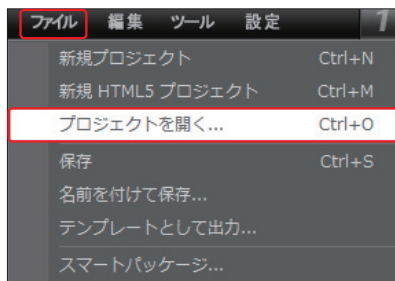 ファイル 編集 ツール 設定 1
新規プロジェクト Ctrl+N
新規 HTML5 プロジェクト Ctrl+M
プロジェクトを開く... Ctrl+O
保存 Ctrl+S
名前を付けて保存...
テンプレートとして出力...
スマートパッケージ...